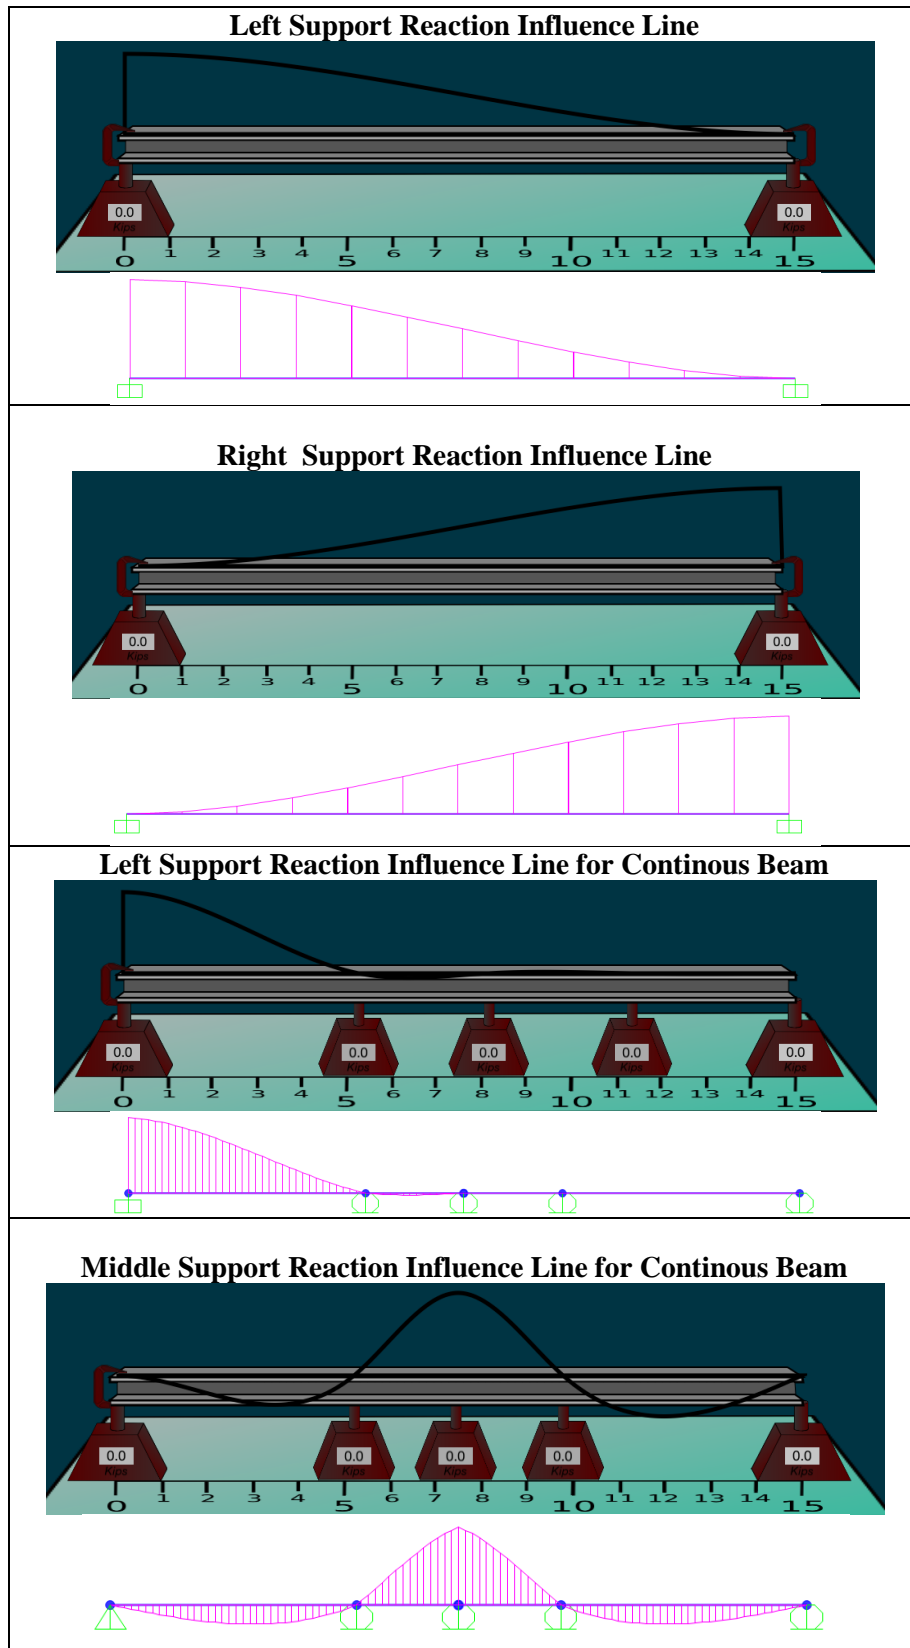 Left Support Reaction Influence Line
0.0 0.0
Kips Kips
0 1 2 3 4 5 6 7 8 9 10 11 12 13 14 15
Right  Support Reaction Influence Line
0.0 0.0
Kips Kips
0 1 2 3 4 5 6 7 8 9 10 11 12 13 14 15
Left Support Reaction Influence Line for Continous Beam
0.0 0.0 0.0 0.0 0.0
Kips Kips Kips Kips Kips
0 1 2 3 4 5 6 7 8 9 10 11 12 13 14 15
Middle Support Reaction Influence Line for Continous Beam
0.0 0.0 0.0 0.0 0.0
Kips Kips Kips Kips Kips
0 1 2 3 4 5 6 7 8 9 10 11 12 13 14 15